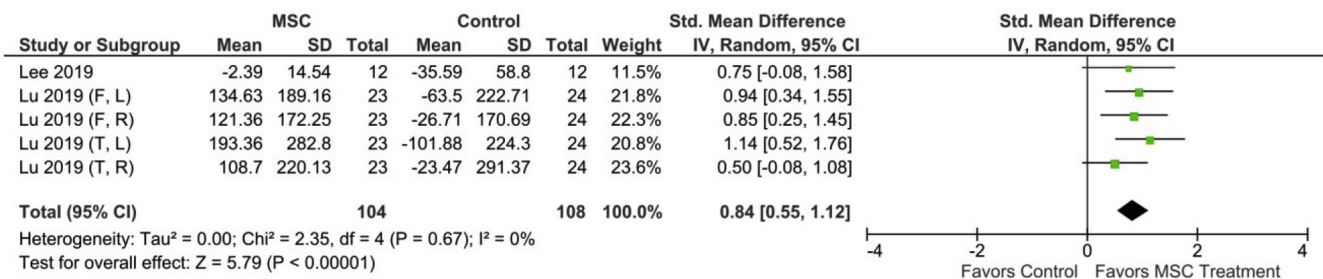 MSC Control Std. Mean Difference Std. Mean Difference
Study or Subgroup Mean SD Total Mean SD Total Weight IV, Random, 95% CI IV, Random, 95% CI
Lee 2019 -2.39 14.54 12 -35.59 58.8 12 11.5% 0.75 [-0.08, 1.58]
Lu 2019 (F, L) 134.63 189.16 23 -63.5 222.71 24 21.8% 0.94 [0.34, 1.55]
Lu 2019 (F, R) 121.36 172.25 23 -26.71 170.69 24 22.3% 0.85 [0.25, 1.45]
Lu 2019 (T, L) 193.36 282.8 23 -101.88 224.3 24 20.8% 1.14 [0.52, 1.76]
Lu 2019 (T, R) 108.7 220.13 23 -23.47 291.37 24 23.6% 0.50 [-0.08, 1.08]
Total (95% CI) 104 108 100.0% 0.84 [0.55, 1.12]
Heterogeneity: Tau² = 0.00; Chi² = 2.35, df = 4 (P = 0.67); I² = 0%
Test for overall effect: Z = 5.79 (P < 0.00001)
-4 -2 0 2 4
Favors Control Favors MSC Treatment